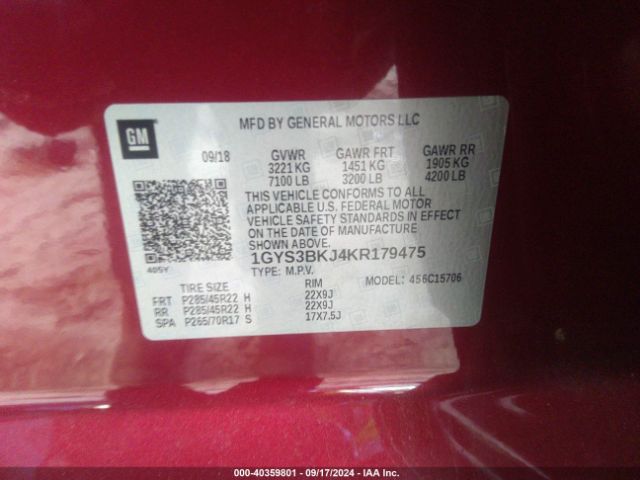 GM
MFD BY GENERAL MOTORS LLC
09/18 GVWR GAWR FRT GAWR RR
3221 KG 1451 KG 1905 KG
7100 LB 3200 LB 4200 LB
THIS VEHICLE CONFORMS TO ALL
APPLICABLE U.S. FEDERAL MOTOR
VEHICLE SAFETY STANDARDS IN EFFECT
ON THE DATE OF MANUFACTURE
SHOWN ABOVE.
1GYS3BKJ4KR179475
405Y
TYPE: M.P.V. MODEL: 456C15706
TIRE SIZE RIM
FRT P285/45R22 H 22X9J
RR P285/45R22 H 22X9J
SPA P265/70R17 S 17X7.5J
000-40359801 - 09/17/2024 - IAA Inc.